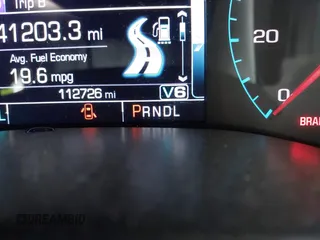 Trip B
41203.3 mi
Avg. Fuel Economy
19.6 mpg
20
112726 mi
V6
0
PRNDL